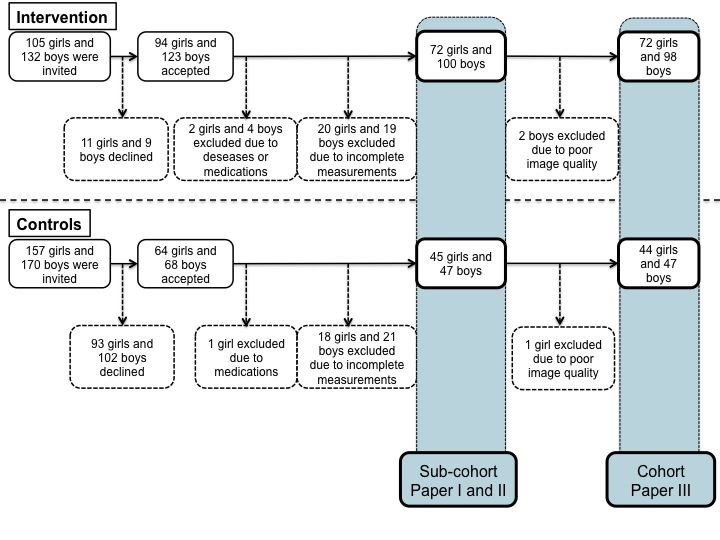 Intervention
105 girls and
132 boys were
invited
94 girls and
123 boys
accepted
72 girls and
100 boys
72 girls
and 98
boys
11 girls and 9
boys declined
2 girls and 4 boys
excluded due to
deseases or
medications
20 girls and 19
boys excluded
due to incomplete
measurements
2 boys excluded
due to poor
image quality
Controls
157 girls and
170 boys were
invited
64 girls and
68 boys
accepted
45 girls and
47 boys
44 girls
and 47
boys
93 girls and
102 boys
declined
1 girl excluded
due to
medications
18 girls and 21
boys excluded
due to incomplete
measurements
1 girl excluded
due to poor
image quality
Sub-cohort
Paper I and II
Cohort
Paper III